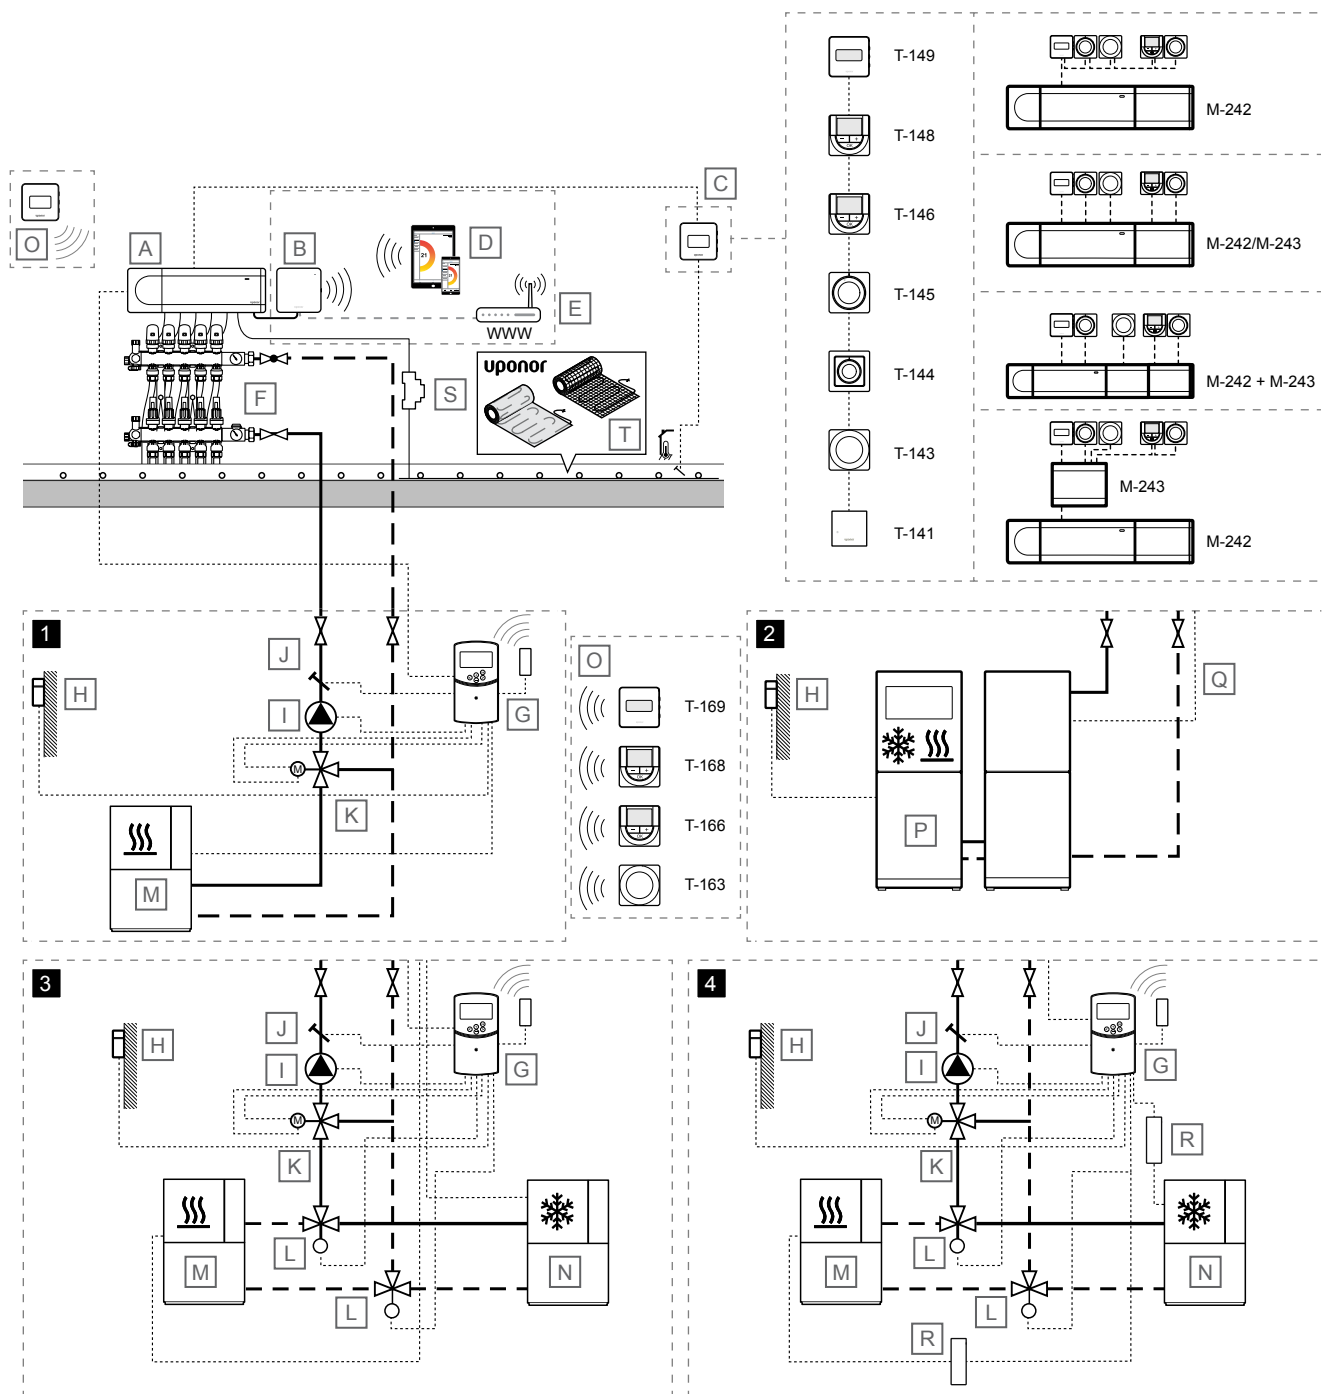 T-149
T-148
T-146
T-145
T-144
T-143
T-141
M-242
M-242/M-243
M-242 + M-243
M-243
M-242
O
A
B
C
D
E
WWW
F
S
uponor
T
1
H
J
I
G
M
K
M
O
T-169
T-168
T-166
T-163
2
H
P
Q
3
H
J
I
G
M
K
M
L
N
L
4
H
J
I
G
M
K
R
M
L
N
L
R